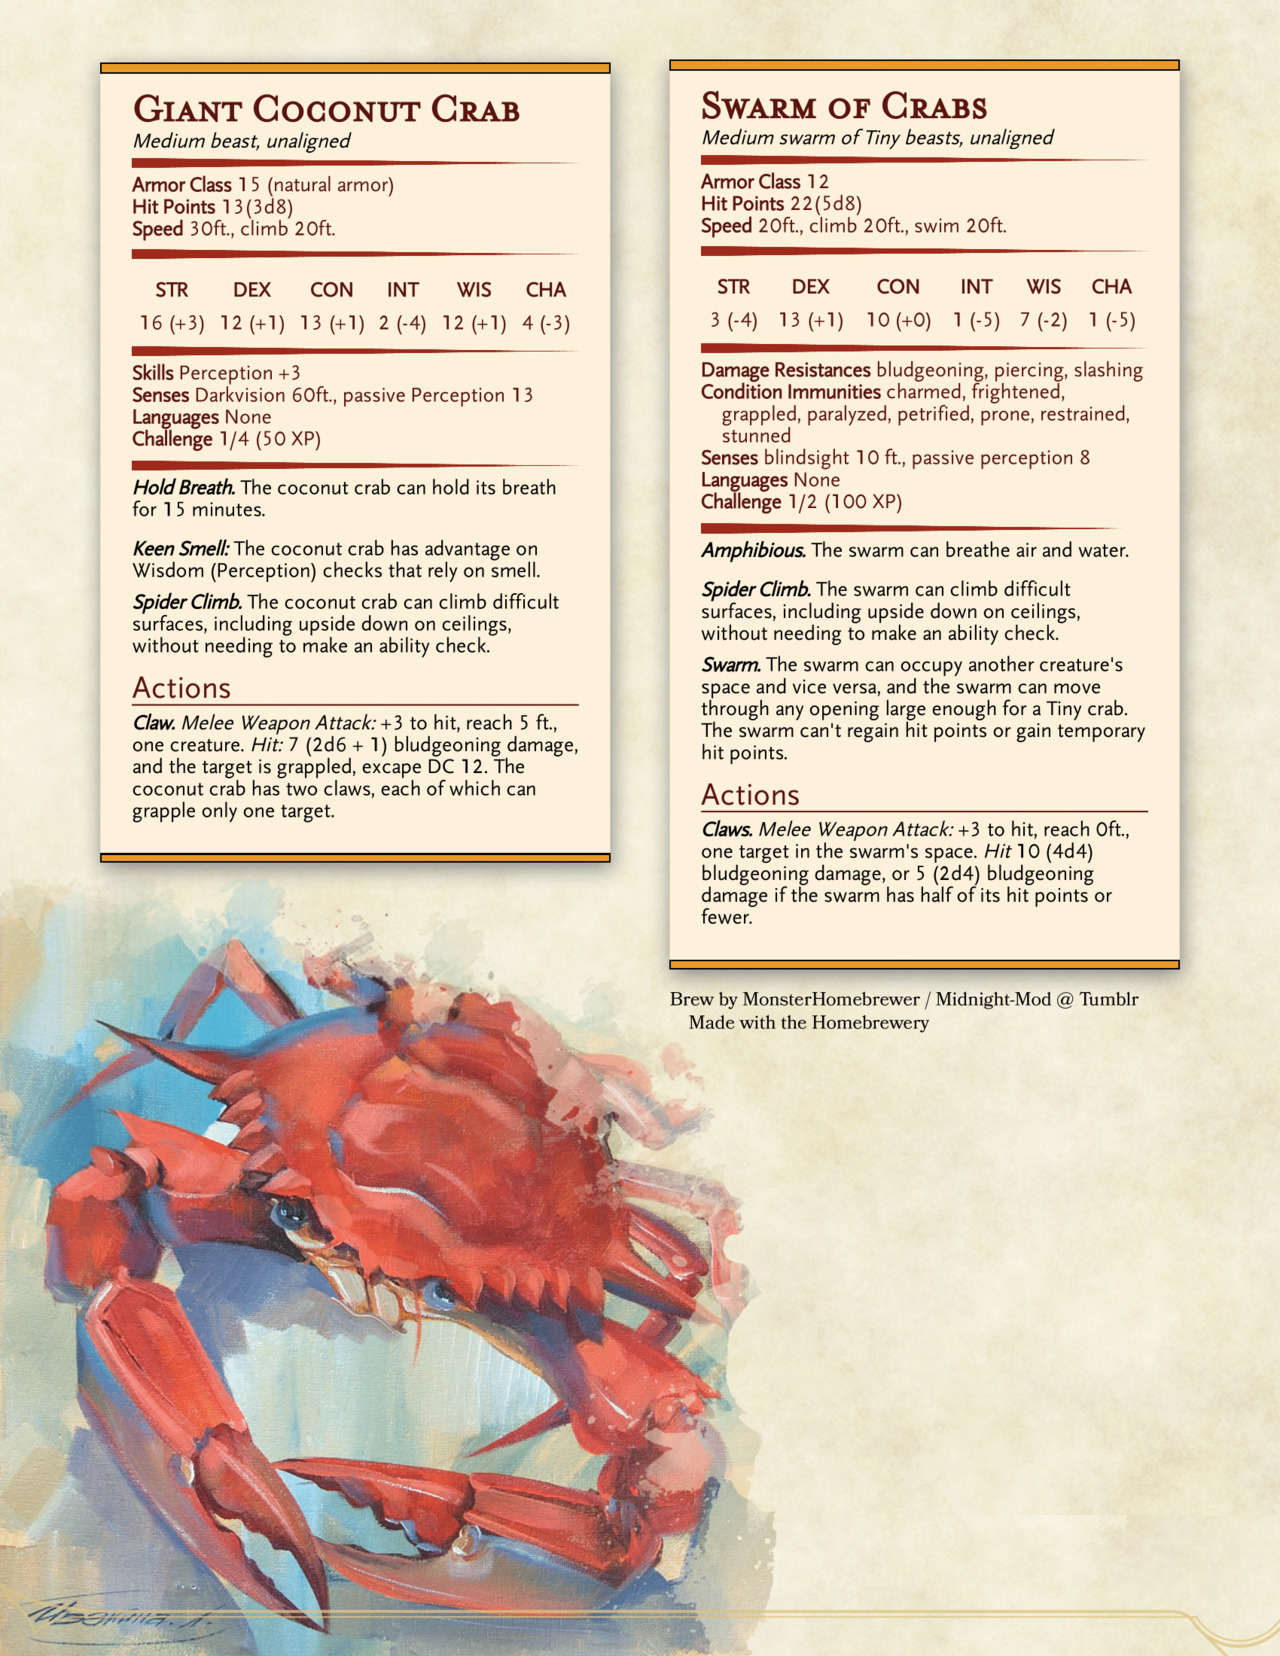 Giant Coconut Crab
Medium beast, unaligned
Armor Class 15 (natural armor)
Hit Points 13(3d8)
Speed 30ft., climb 20ft.
STR DEX CON INT WIS CHA
16 (+3) 12 (+1) 13 (+1) 2 (-4) 12 (+1) 4 (-3)
Skills Perception +3
Senses Darkvision 60ft., passive Perception 13
Languages None
Challenge 1/4 (50 XP)
Hold Breath. The coconut crab can hold its breath
for 15 minutes.
Keen Smell: The coconut crab has advantage on
Wisdom (Perception) checks that rely on smell.
Spider Climb. The coconut crab can climb difficult
surfaces, including upside down on ceilings,
without needing to make an ability check.
Actions
Claw. Melee Weapon Attack: +3 to hit, reach 5 ft.,
one creature. Hit: 7 (2d6 + 1) bludgeoning damage,
and the target is grappled, excape DC 12. The
coconut crab has two claws, each of which can
grapple only one target.
Swarm of Crabs
Medium swarm of Tiny beasts, unaligned
Armor Class 12
Hit Points 22(5d8)
Speed 20ft., climb 20ft., swim 20ft.
STR DEX CON INT WIS CHA
3 (-4) 13 (+1) 10 (+0) 1 (-5) 7 (-2) 1 (-5)
Damage Resistances bludgeoning, piercing, slashing
Condition Immunities charmed, frightened,
grappled, paralyzed, petrified, prone, restrained,
stunned
Senses blindsight 10 ft., passive perception 8
Languages None
Challenge 1/2 (100 XP)
Amphibious. The swarm can breathe air and water.
Spider Climb. The swarm can climb difficult
surfaces, including upside down on ceilings,
without needing to make an ability check.
Swarm. The swarm can occupy another creature's
space and vice versa, and the swarm can move
through any opening large enough for a Tiny crab.
The swarm can't regain hit points or gain temporary
hit points.
Actions
Claws. Melee Weapon Attack: +3 to hit, reach 0ft.,
one target in the swarm's space. Hit 10 (4d4)
bludgeoning damage, or 5 (2d4) bludgeoning
damage if the swarm has half of its hit points or
fewer.
Brew by MonsterHomebrewer / Midnight-Mod @ Tumblr
Made with the Homebrewery